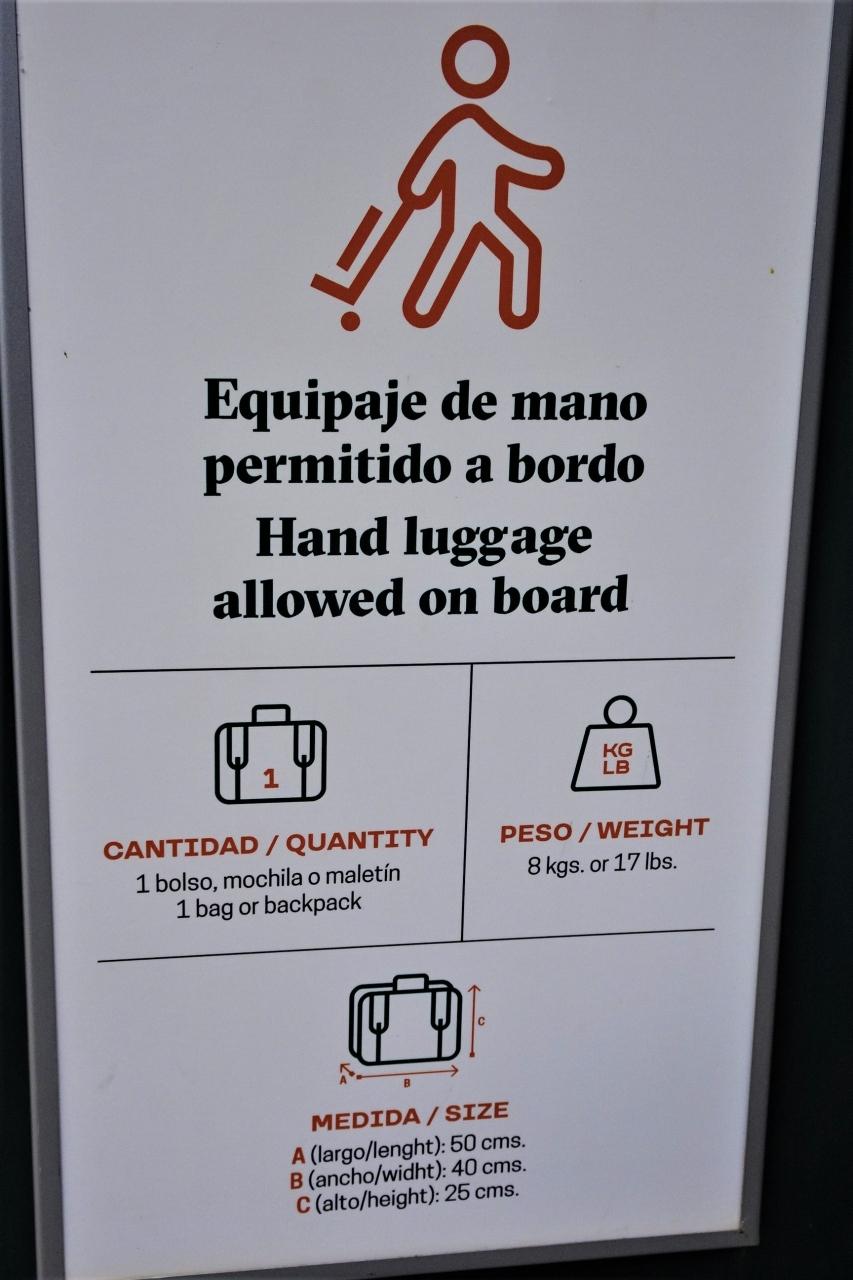 Equipaje de mano
permitido a bordo
Hand luggage
allowed on board
1
CANTIDAD / QUANTITY
1 bolso, mochila o maletín
1 bag or backpack
KG
LB
PESO / WEIGHT
8 kgs. or 17 lbs.
C
A
B
MEDIDA / SIZE
A (largo/lenght): 50 cms.
B (ancho/widht): 40 cms.
C (alto/height): 25 cms.